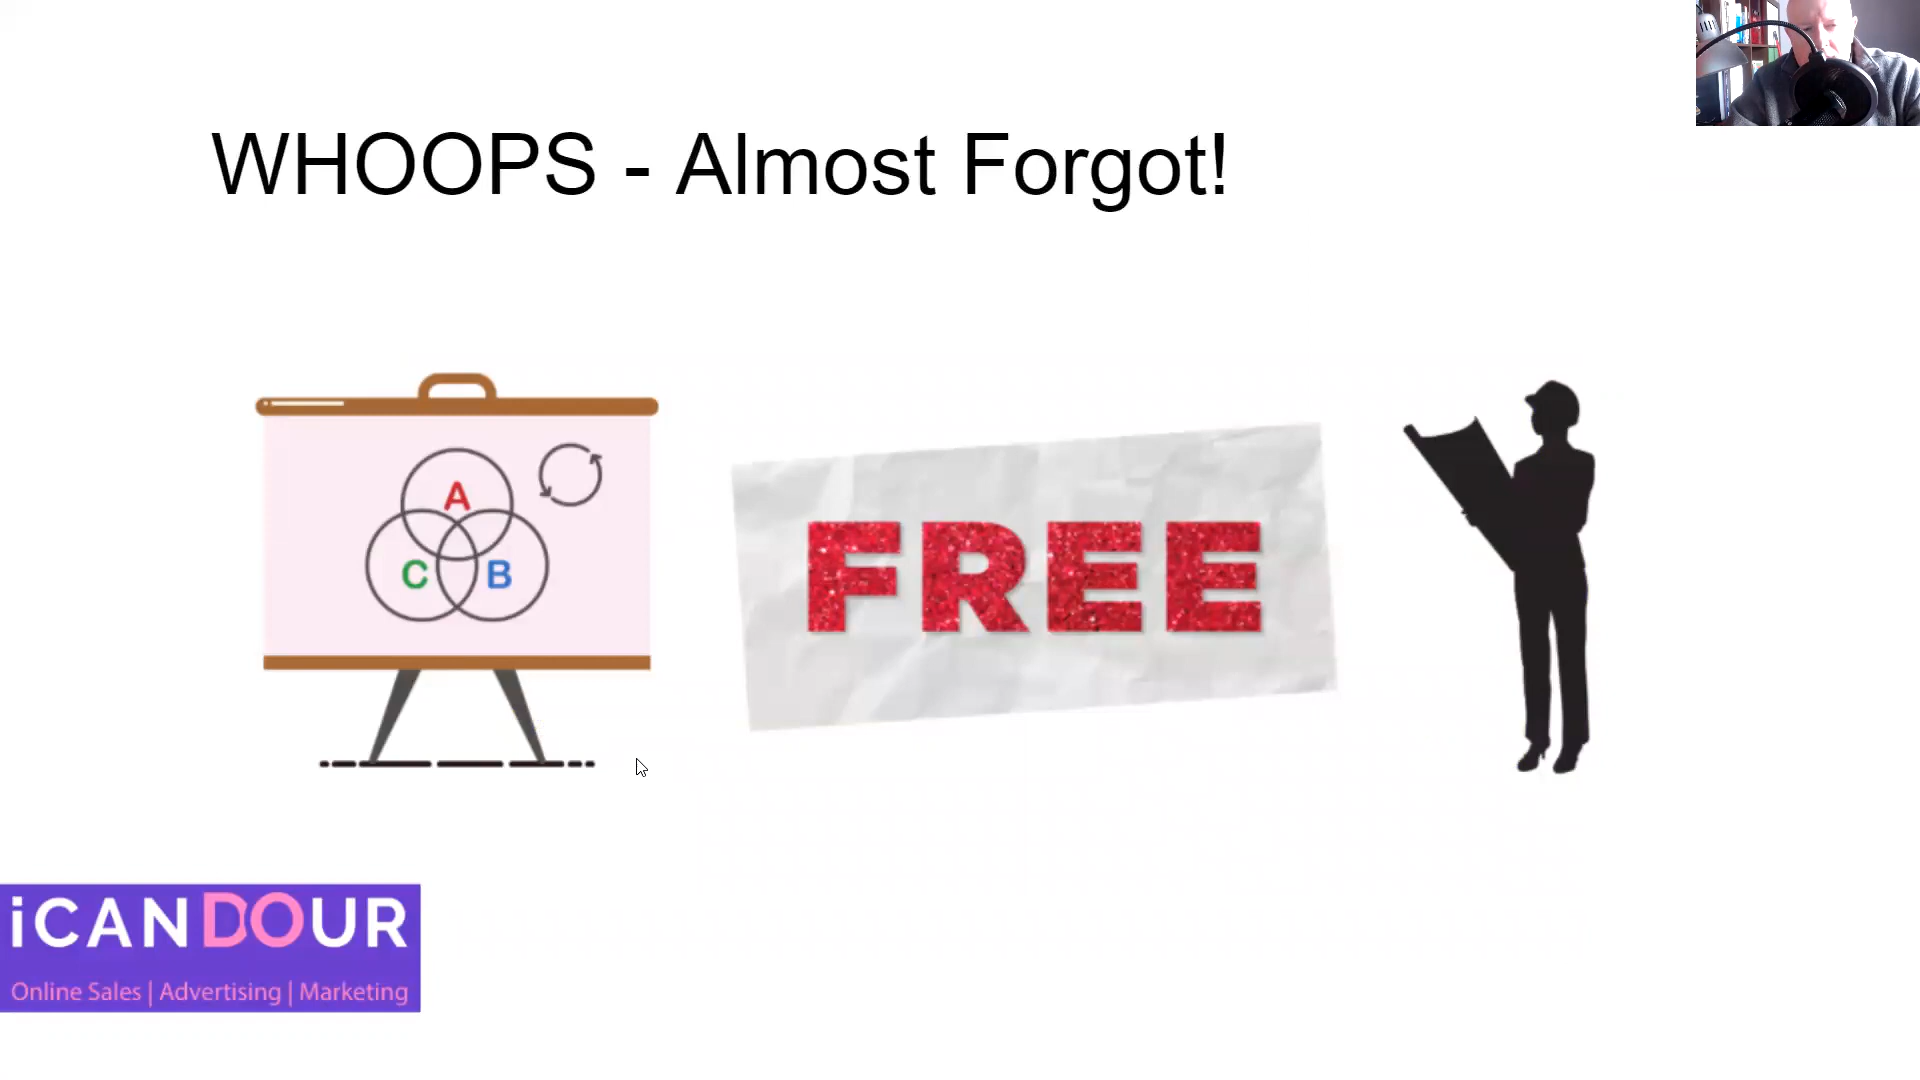 WHOOPS - Almost Forgot!
A
C B
FREE
iCANDOUR
Online Sales | Advertising | Marketing